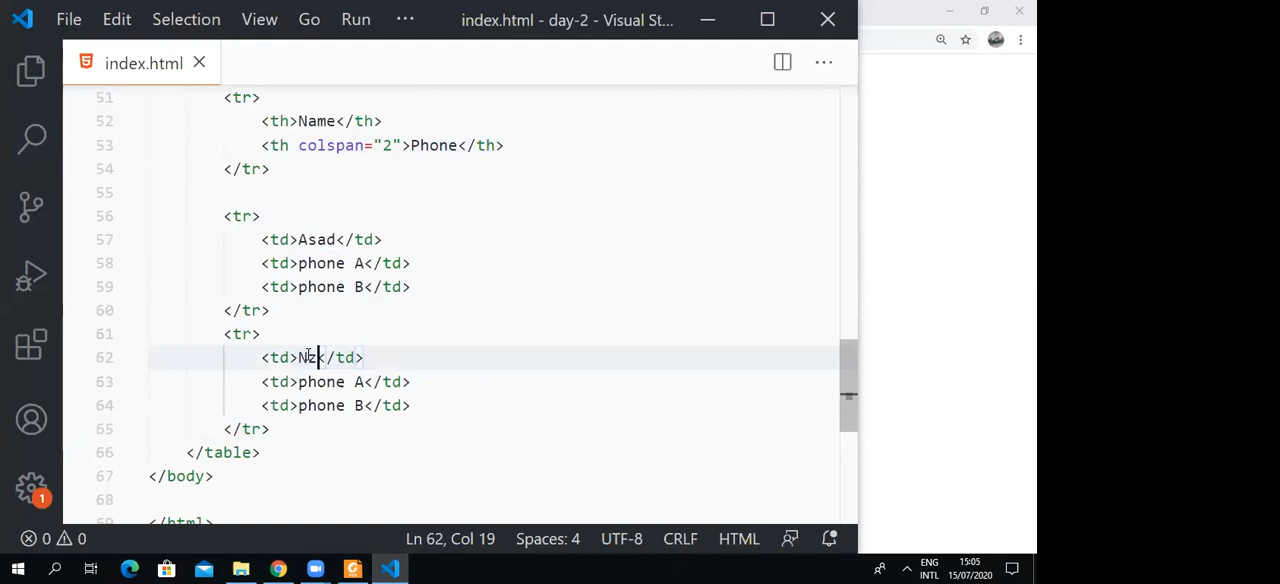 File Edit Selection View Go Run ··· index.html - day-2 - Visual St...
index.html
51 <tr>
52 <th>Name</th>
53 <th colspan="2">Phone</th>
54 </tr>
55
56 <tr>
57 <td>Asad</td>
58 <td>phone A</td>
59 <td>phone B</td>
60 </tr>
61 <tr>
62 <td>Nz</td>
63 <td>phone A</td>
64 <td>phone B</td>
65 </tr>
66 </table>
67 </body>
68
69 </html>
1
0 0 Ln 62, Col 19 Spaces: 4 UTF-8 CRLF HTML
ENG
INTL
15:05
15/07/2020